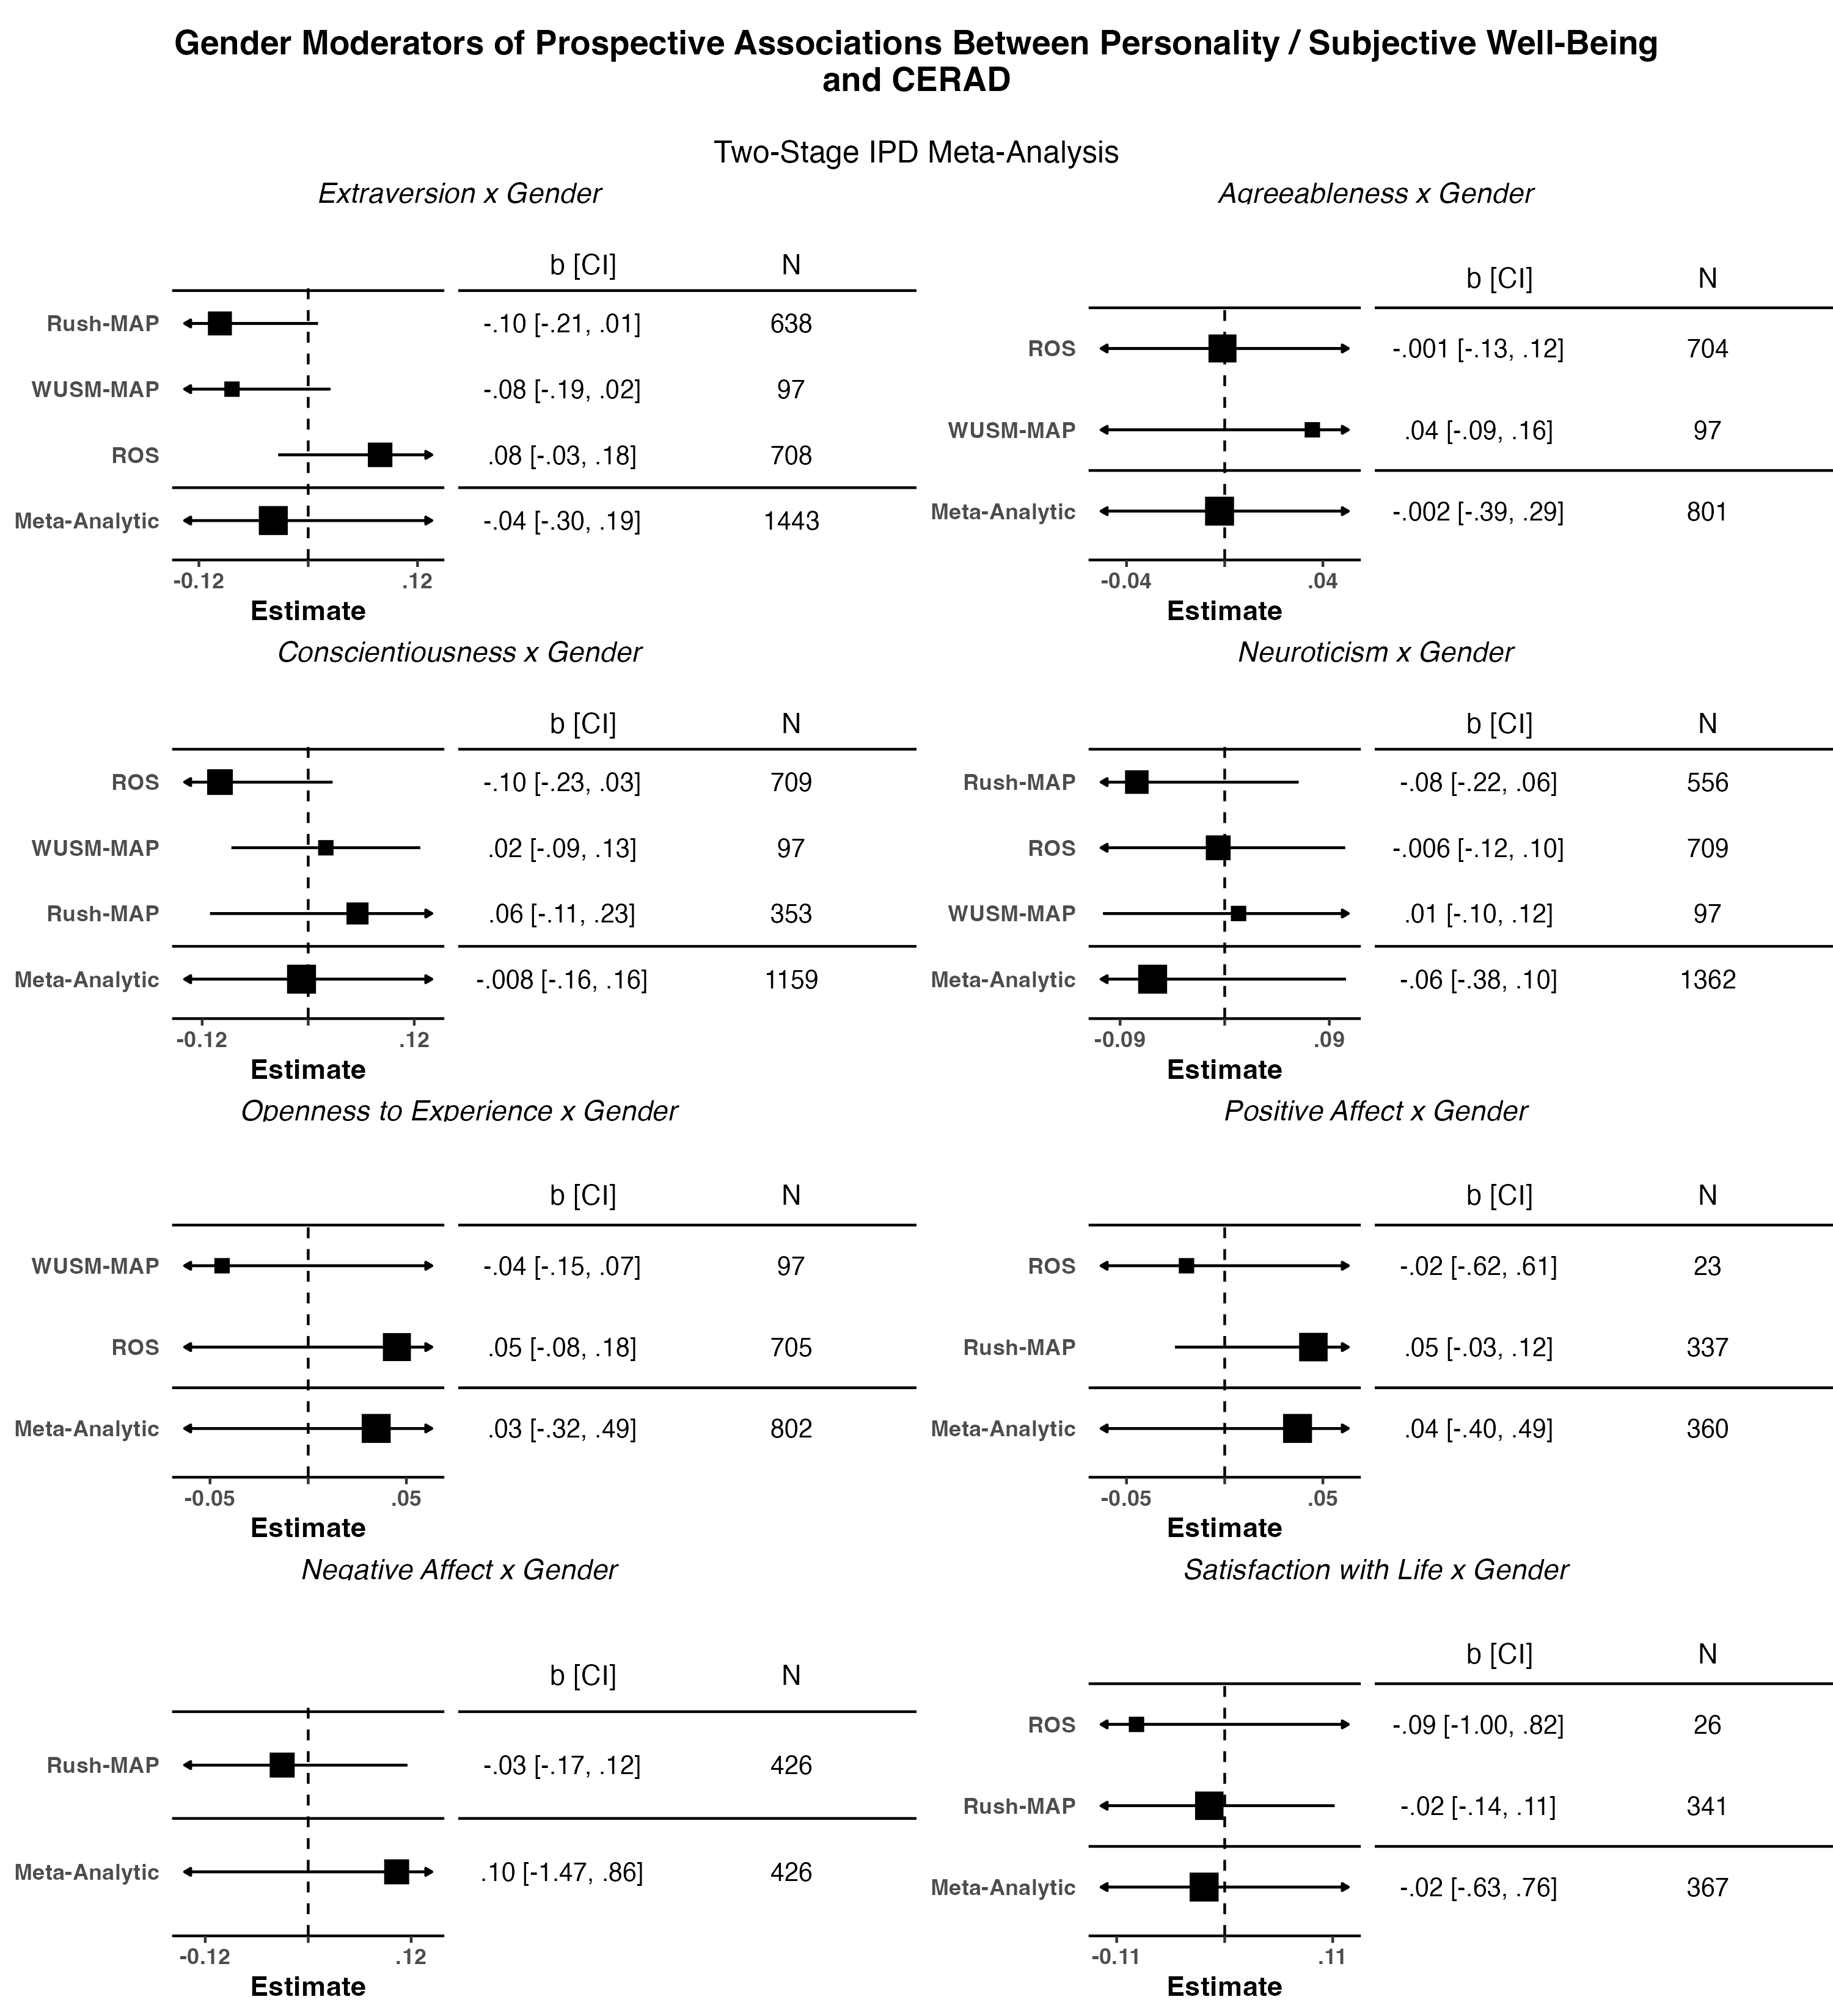 Gender Moderators of Prospective Associations Between Personality / Subjective Well-Being
and CERAD
Two-Stage IPD Meta-Analysis
Extraversion x Gender
b [CI] N
Rush-MAP -.10 [-.21, .01] 638
WUSM-MAP -.08 [-.19, .02] 97
ROS .08 [-.03, .18] 708
Meta-Analytic -.04 [-.30, .19] 1443
-0.12 .12
Estimate
Agreeableness x Gender
b [CI] N
ROS -.001 [-.13, .12] 704
WUSM-MAP .04 [-.09, .16] 97
Meta-Analytic -.002 [-.39, .29] 801
-0.04 .04
Estimate
Conscientiousness x Gender
b [CI] N
ROS -.10 [-.23, .03] 709
WUSM-MAP .02 [-.09, .13] 97
Rush-MAP .06 [-.11, .23] 353
Meta-Analytic -.008 [-.16, .16] 1159
-0.12 .12
Estimate
Neuroticism x Gender
b [CI] N
Rush-MAP -.08 [-.22, .06] 556
ROS -.006 [-.12, .10] 709
WUSM-MAP .01 [-.10, .12] 97
Meta-Analytic -.06 [-.38, .10] 1362
-0.09 .09
Estimate
Openness to Experience x Gender
b [CI] N
WUSM-MAP -.04 [-.15, .07] 97
ROS .05 [-.08, .18] 705
Meta-Analytic .03 [-.32, .49] 802
-0.05 .05
Estimate
Positive Affect x Gender
b [CI] N
ROS -.02 [-.62, .61] 23
Rush-MAP .05 [-.03, .12] 337
Meta-Analytic .04 [-.40, .49] 360
-0.05 .05
Estimate
Negative Affect x Gender
b [CI] N
Rush-MAP -.03 [-.17, .12] 426
Meta-Analytic .10 [-1.47, .86] 426
-0.12 .12
Estimate
Satisfaction with Life x Gender
b [CI] N
ROS -.09 [-1.00, .82] 26
Rush-MAP -.02 [-.14, .11] 341
Meta-Analytic -.02 [-.63, .76] 367
-0.11 .11
Estimate